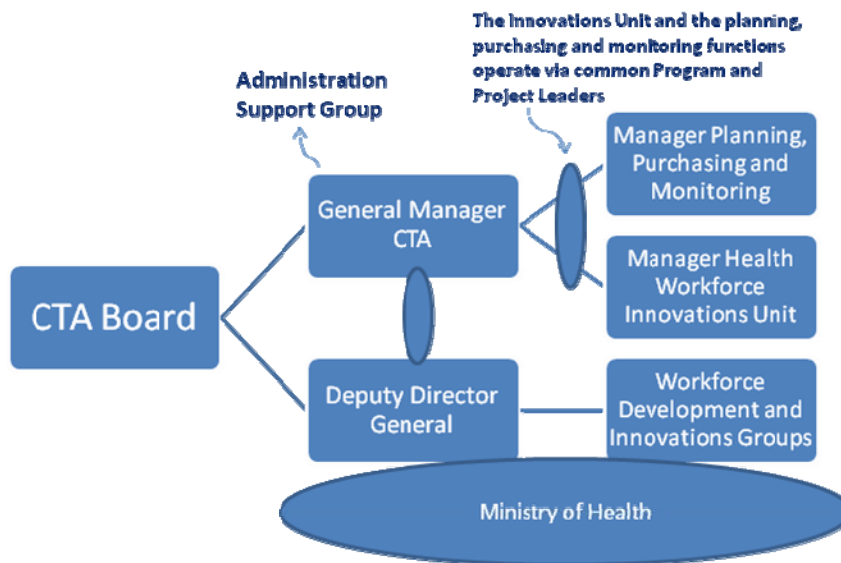 The Innovations Unit and the planning,
purchasing and monitoring functions
operate via common Program and
Project Leaders
Administration
Support Group
Manager Planning,
Purchasing and
Monitoring
General Manager
CTA
Manager Health
Workforce
Innovations Unit
CTA Board
Deputy Director
General
Workforce
Development and
Innovations Groups
Ministry of Health